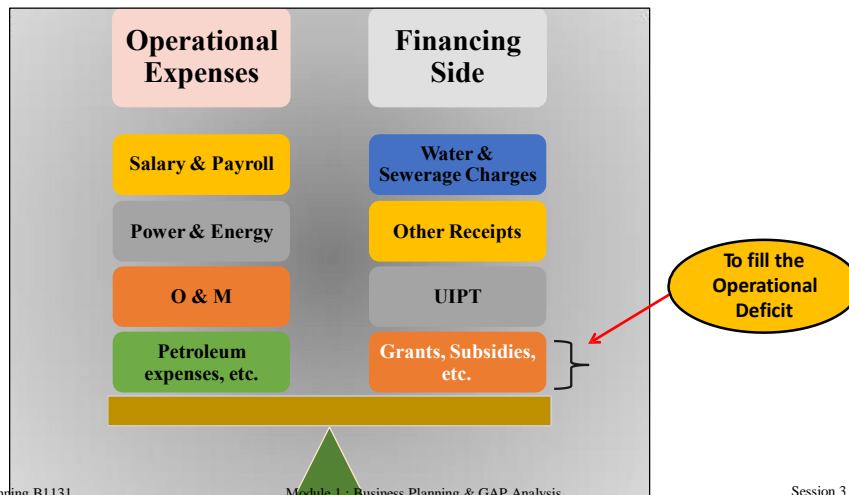 Operational
Expenses
Financing
Side
Salary & Payroll
Water &
Sewerage Charges
Power & Energy
Other Receipts
O & M
UIPT
Petroleum
expenses, etc.
Grants, Subsidies,
etc.
To fill the
Operational
Deficit
B1131
Module 1 : Business Planning & GAP Analysis
Session 3